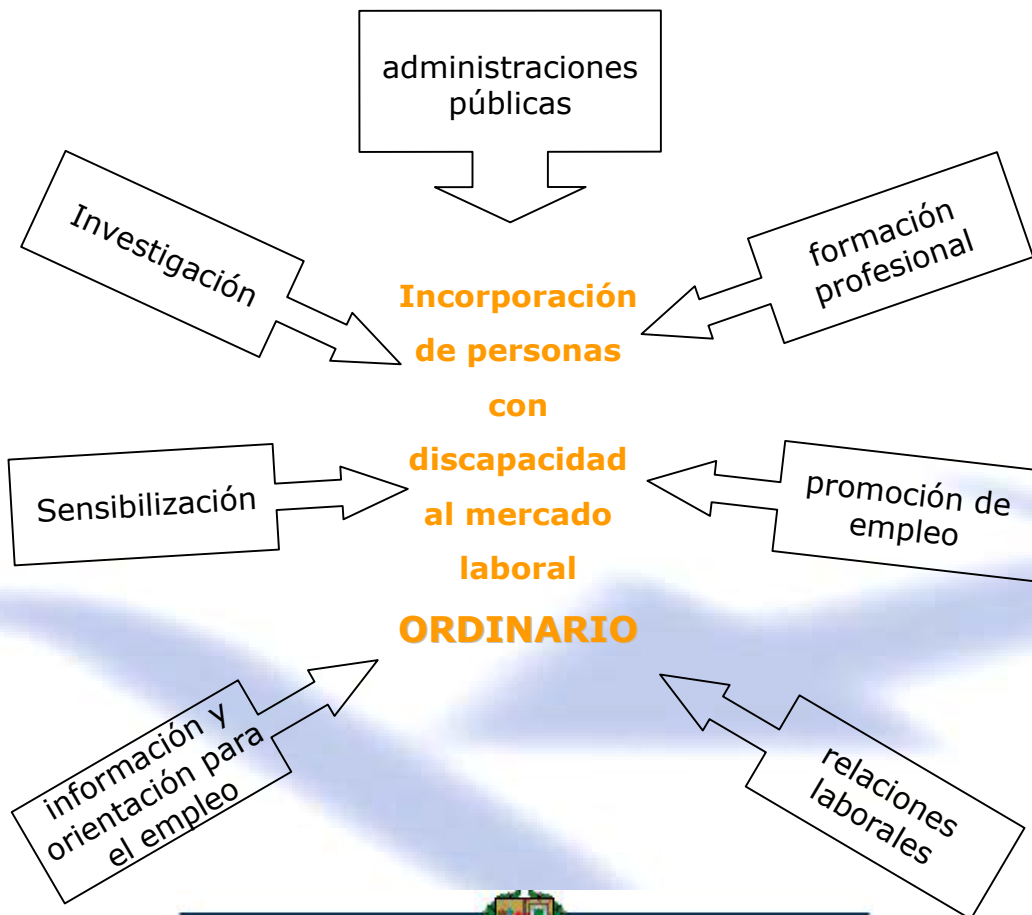 administraciones
públicas
Investigación
formación
profesional
Incorporación
de personas
con
discapacidad
al mercado
laboral
ORDINARIO
Sensibilización
promoción de
empleo
información y
orientación para
el empleo
relaciones
laborales